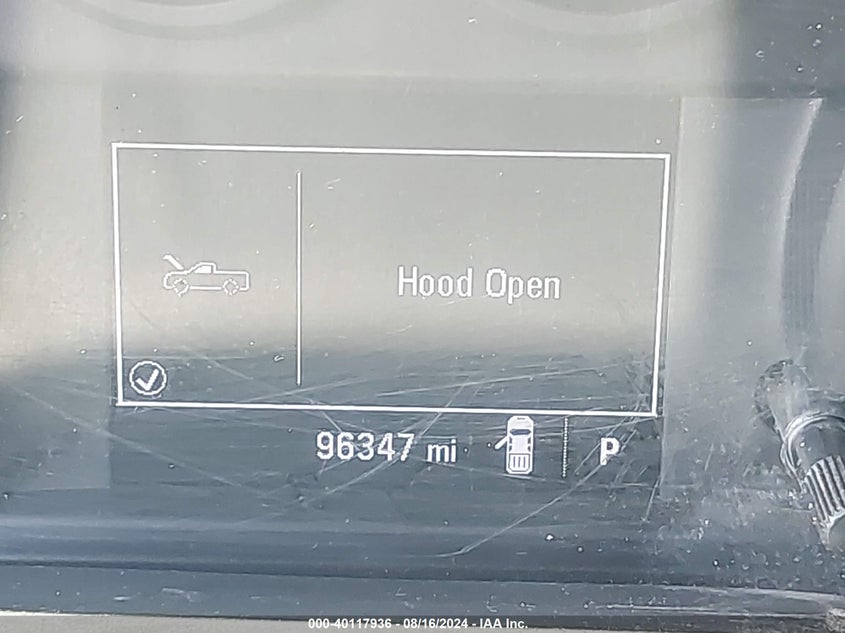 Hood Open
96347 mi P
000-40117936 - 08/16/2024 - IAA Inc.